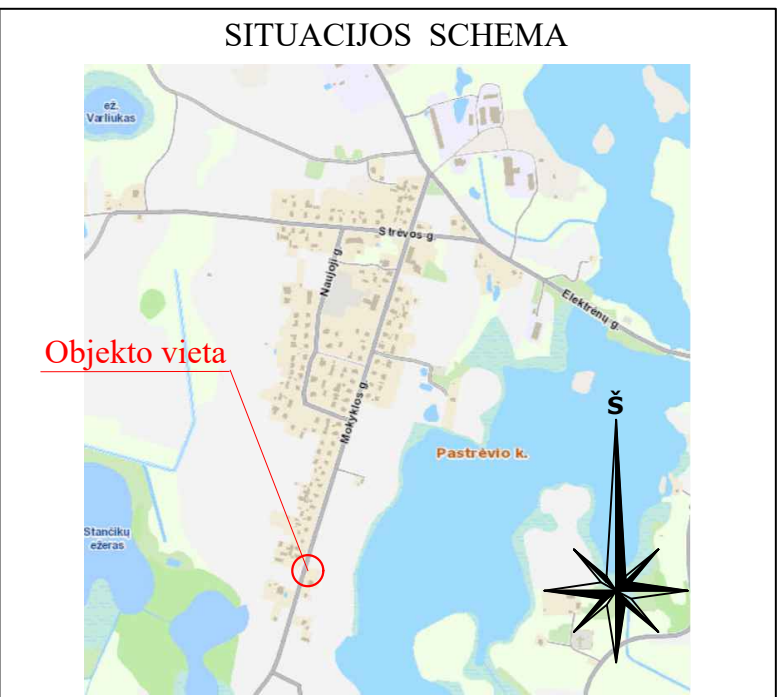 SITUACIJOS SCHEMA
ež.
Varliukas
Strėvos g.
Naujoji g.
Elektrėnų g.
Objekto vieta
Mokyklos g.
Š
Pastrėvio k.
Stančikų
ežeras